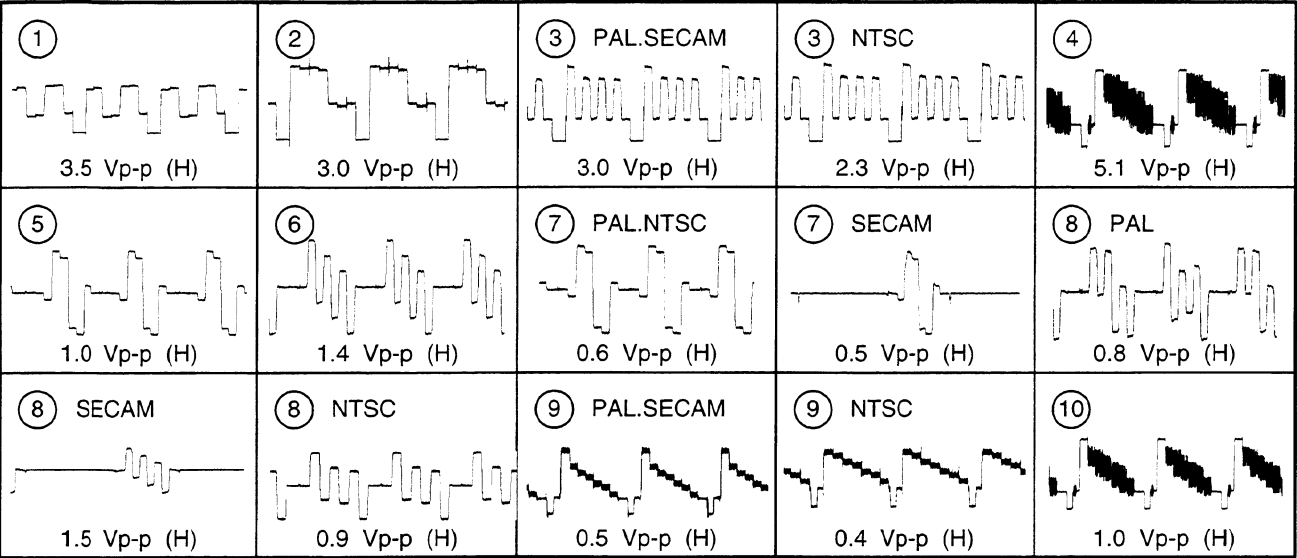 ① 
3.5 Vp-p (H)
②
3.0 Vp-p (H)
③ PAL.SECAM
3.0 Vp-p (H)
③ NTSC
2.3 Vp-p (H)
④
5.1 Vp-p (H)
⑤
1.0 Vp-p (H)
⑥
1.4 Vp-p (H)
⑦ PAL.NTSC
0.6 Vp-p (H)
⑦ SECAM
0.5 Vp-p (H)
⑧ PAL
0.8 Vp-p (H)
⑧ SECAM
1.5 Vp-p (H)
⑧ NTSC
0.9 Vp-p (H)
⑨ PAL.SECAM
0.5 Vp-p (H)
⑨ NTSC
0.4 Vp-p (H)
⑩
1.0 Vp-p (H)